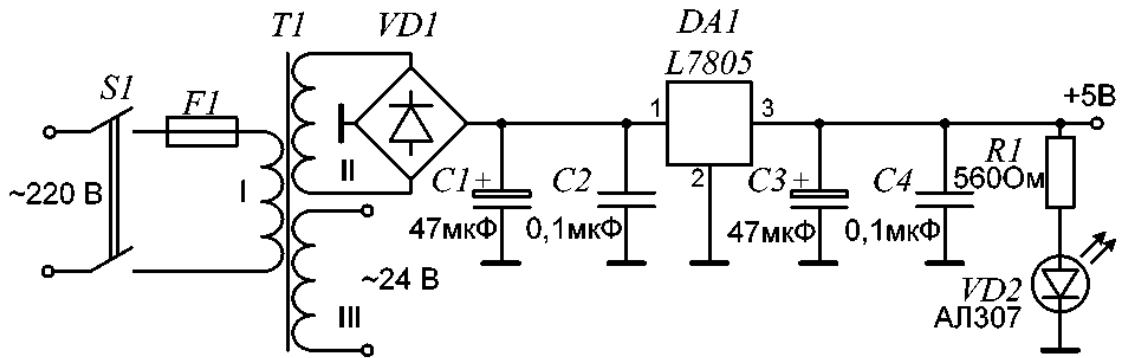 T1
VD1
DA1
L7805
S1
F1
1
3
+5В
R1
560Ом
~220 В
I
II
2
C1
+
C2
C3
+
C4
47мкФ
0,1мкФ
47мкФ
0,1мкФ
~24 В
III
VD2
АЛ307